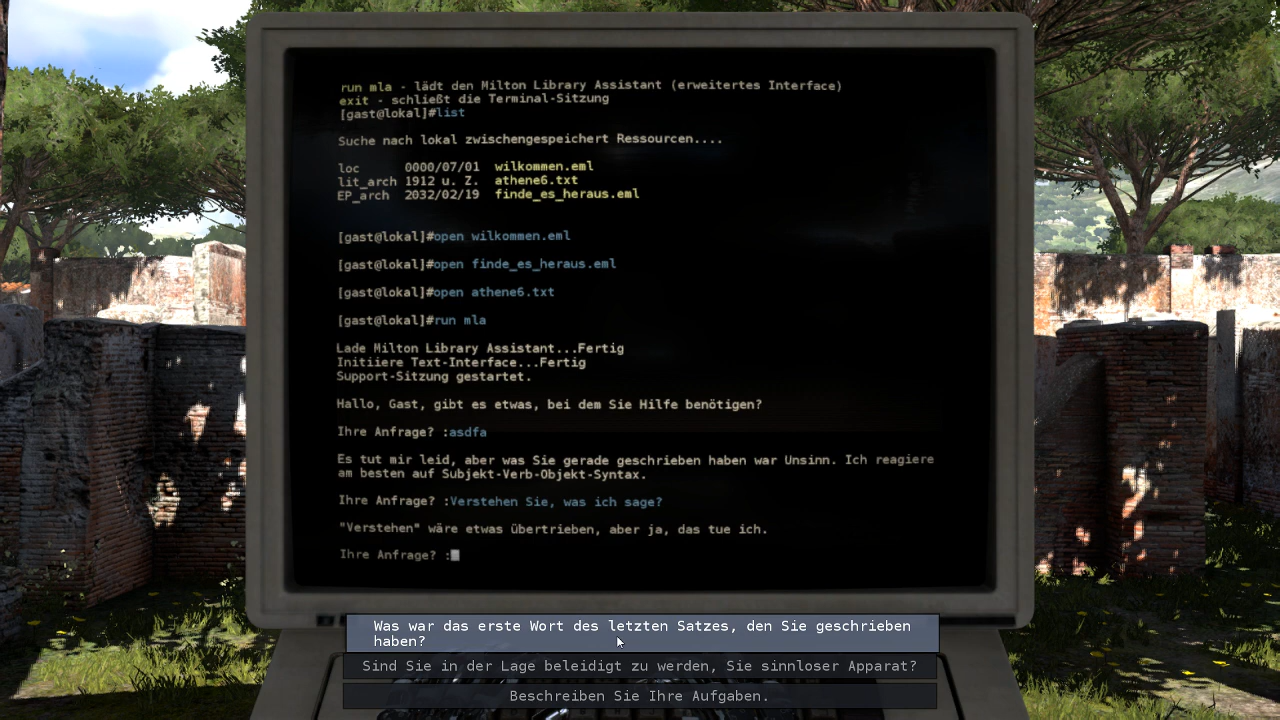 run mla - lädt den Milton Library Assistant (erweitertes Interface)
exit - schließt die Terminal-Sitzung
[gast@lokal]#list
Suche nach lokal zwischengespeichert Ressourcen....
loc 0000/07/01 wilkommen.eml
lit_arch 1912 u. Z. athene6.txt
EP_arch 2032/02/19 finde_es_heraus.eml
[gast@lokal]#open wilkommen.eml
[gast@lokal]#open finde_es_heraus.eml
[gast@lokal]#open athene6.txt
[gast@lokal]#run mla
Lade Milton Library Assistant...Fertig
Initiiere Text-Interface...Fertig
Support-Sitzung gestartet.
Hallo, Gast, gibt es etwas, bei dem Sie Hilfe benötigen?
Ihre Anfrage? :asdfa
Es tut mir leid, aber was Sie gerade geschrieben haben war Unsinn. Ich reagiere
am besten auf Subjekt-Verb-Objekt-Syntax.
Ihre Anfrage? :Verstehen Sie, was ich sage?
"Verstehen" wäre etwas übertrieben, aber ja, das tue ich.
Ihre Anfrage? :
Was war das erste Wort des letzten Satzes, den Sie geschrieben
haben?
Sind Sie in der Lage beleidigt zu werden, Sie sinnloser Apparat?
Beschreiben Sie Ihre Aufgaben.